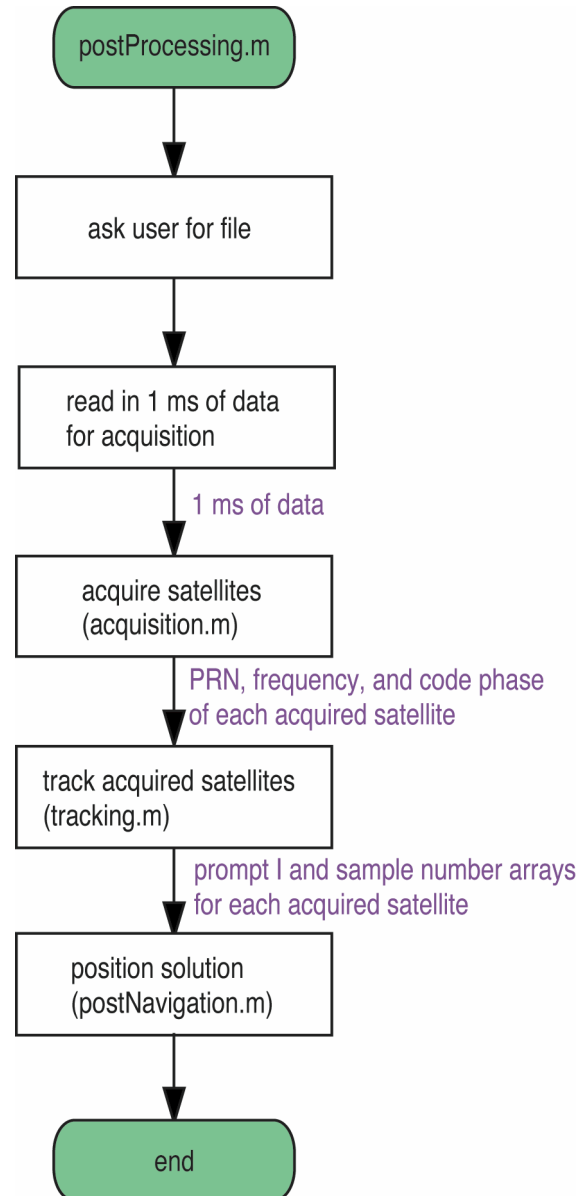 postProcessing.m
ask user for file
read in 1 ms of data
for acquisition
1 ms of data
acquire satellites
(acquisition.m)
PRN, frequency, and code phase
of each acquired satellite
track acquired satellites
(tracking.m)
prompt I and sample number arrays
for each acquired satellite
position solution
(postNavigation.m)
end